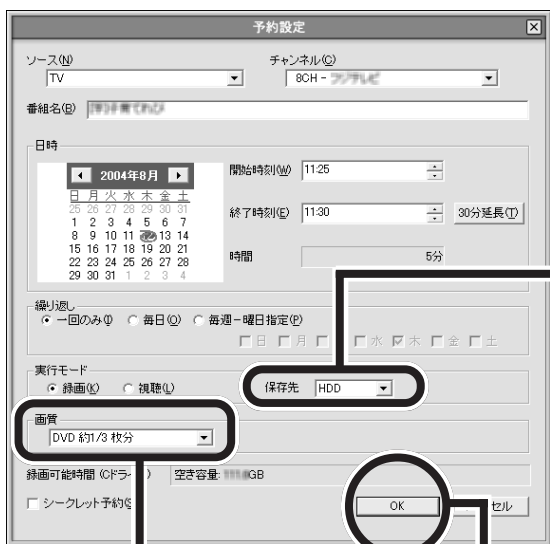 予約設定
ソース(N) チャンネル(C)
TV 8CH -
番組名(B)
日時
2004年8月
日 月 火 水 木 金 土
25 26 27 28 29 30 31
1 2 3 4 5 6 7
8 9 10 11 12 13 14
15 16 17 18 19 20 21
22 23 24 25 26 27 28
29 30 31 1 2 3 4
開始時刻(W) 11:25
終了時刻(E) 11:30 30分延長(T)
時間 5分
繰り返し
一回のみ(I) 毎日(O) 毎週-曜日指定(P)
日 月 水 木 金 土
実行モード
録画(K) 視聴(L) 保存先 HDD
画質
DVD 約1/3 枚分
録画可能時間 (Cドライ ) 空き容量: GB
シークレット予約(S
OK セル